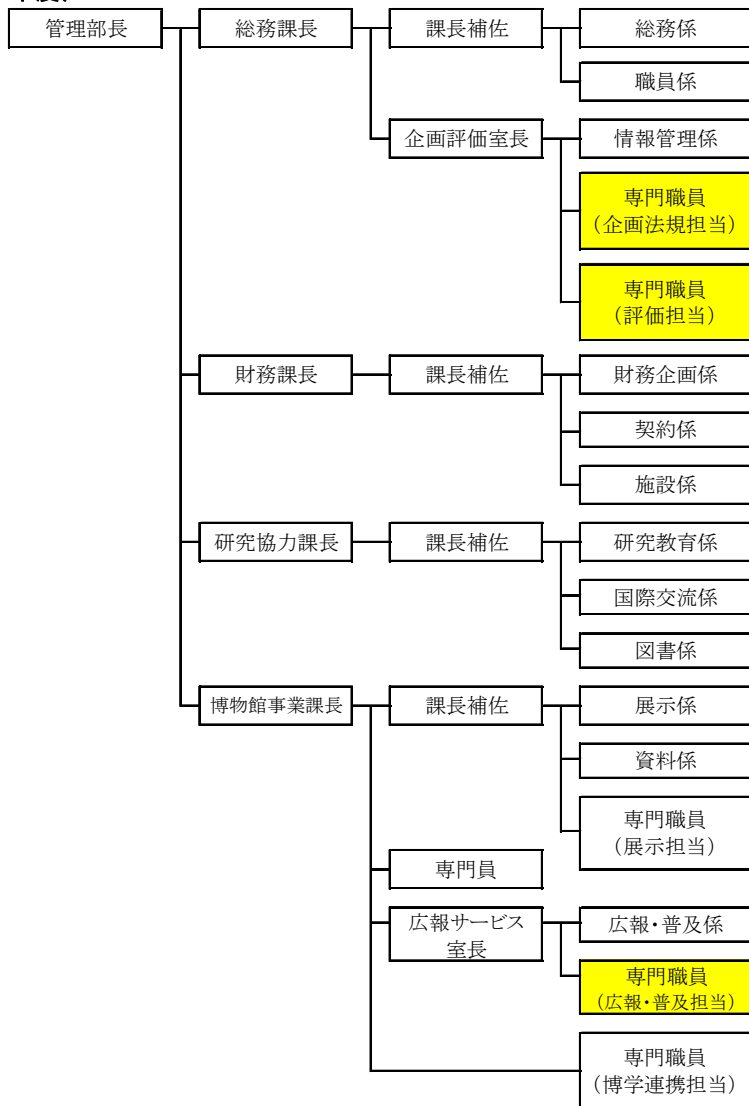 管理部長
総務課長
課長補佐
総務係
職員係
企画評価室長
情報管理係
専門職員
(企画法規担当)
専門職員
(評価担当)
財務課長
課長補佐
財務企画係
契約係
施設係
研究協力課長
課長補佐
研究教育係
国際交流係
図書係
博物館事業課長
課長補佐
展示係
資料係
専門職員
(展示担当)
専門員
広報サービス
室長
広報・普及係
専門職員
(広報・普及担当)
専門職員
(博学連携担当)